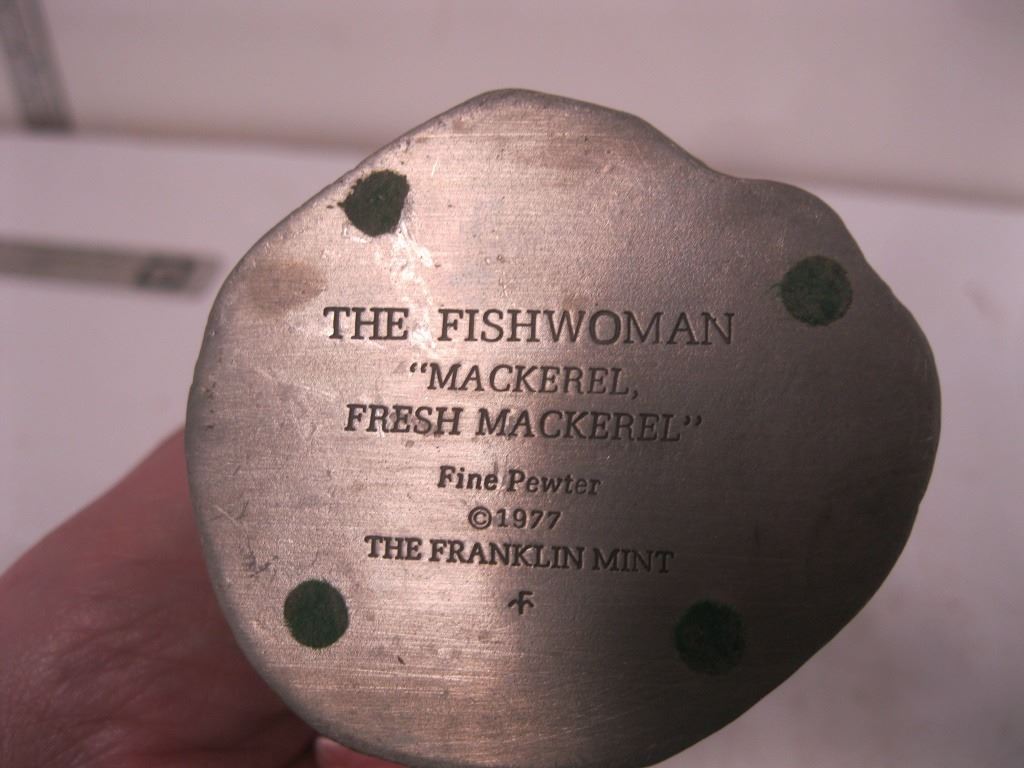 THE FISHWOMAN
“MACKEREL,
FRESH MACKEREL”
Fine Pewter
©1977
THE FRANKLIN MINT